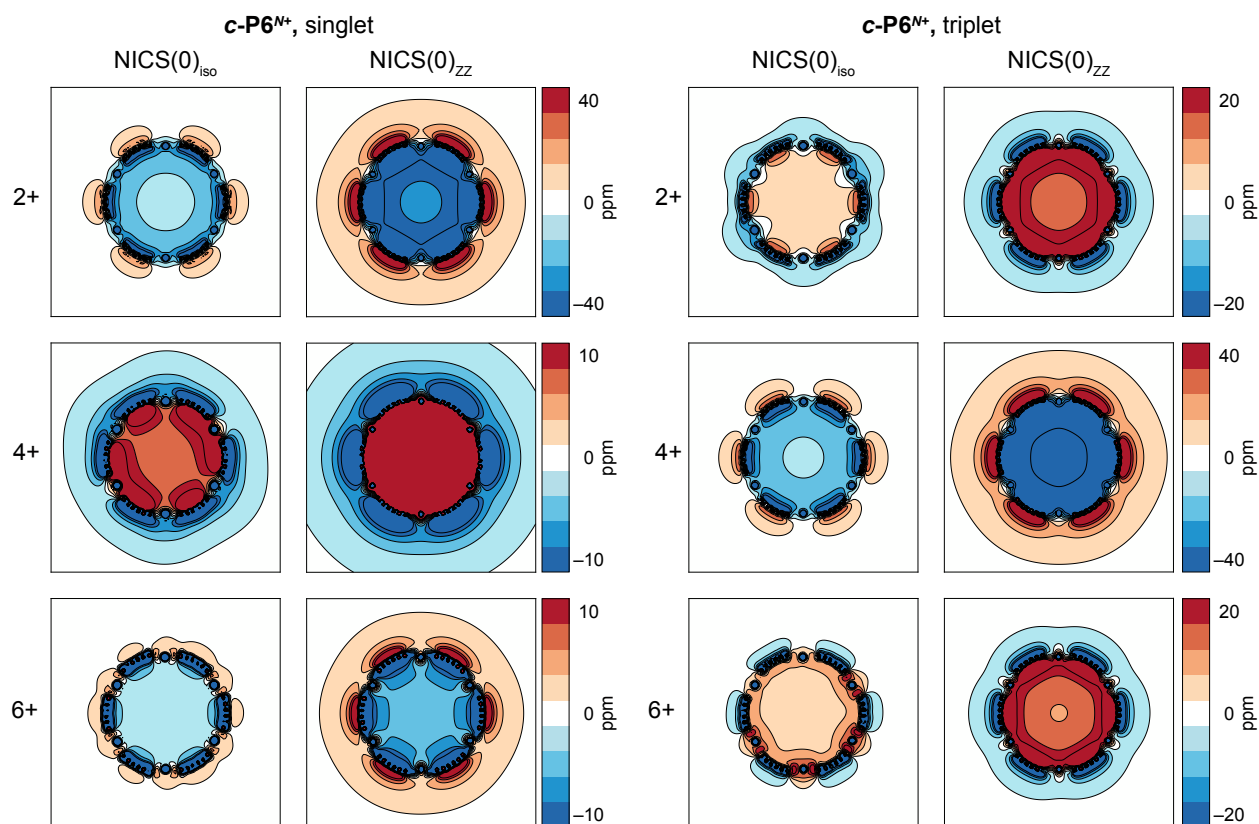 c-P6ᴺ⁺, singlet
c-P6ᴺ⁺, triplet
NICS(0)iso
NICS(0)ZZ
NICS(0)iso
NICS(0)ZZ
2+
40
0
–40
ppm
2+
20
0
–20
ppm
4+
10
0
–10
ppm
4+
40
0
–40
ppm
6+
10
0
–10
ppm
6+
20
0
–20
ppm